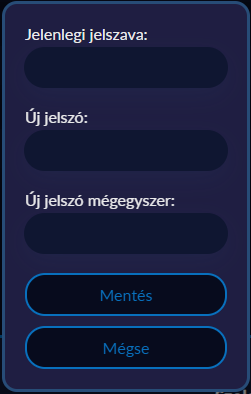 Jelenlegi jelszava:
Új jelszó:
Új jelszó mégegyszer:
Mentés
Mégse